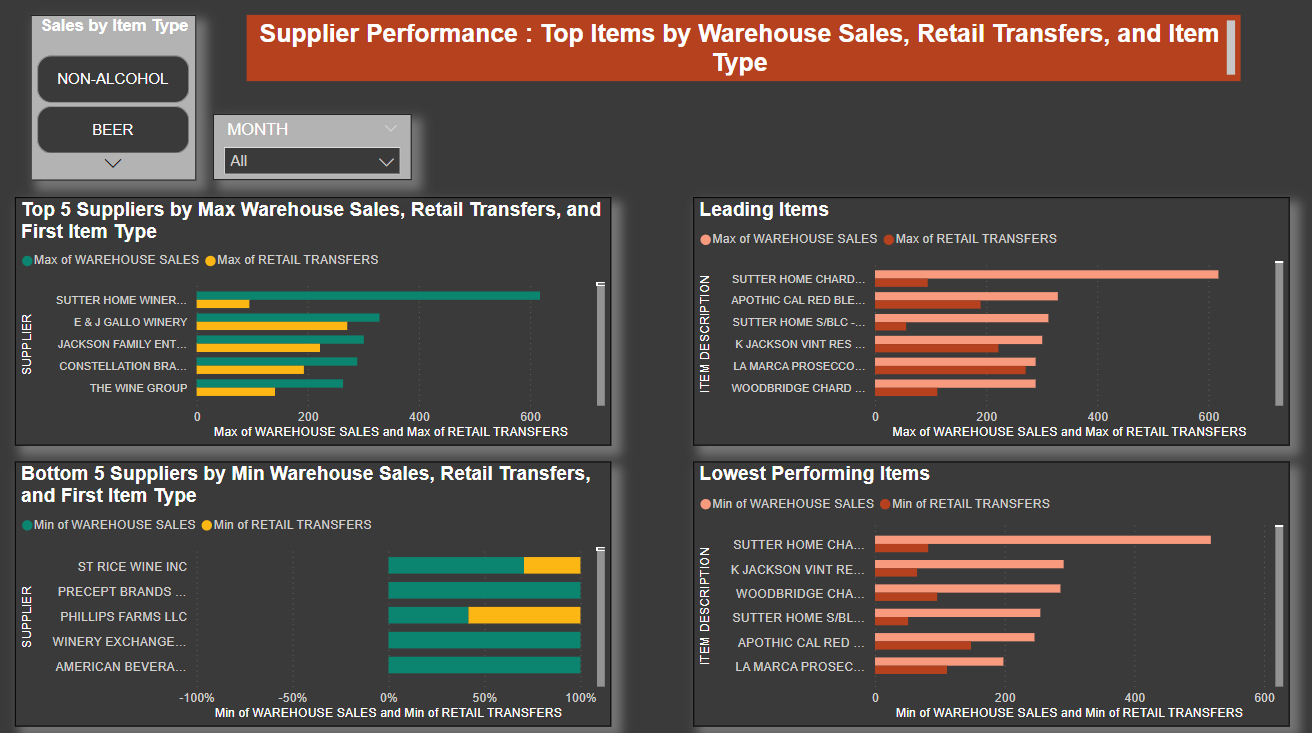 Sales by Item Type
NON-ALCOHOL
BEER
Supplier Performance : Top Items by Warehouse Sales, Retail Transfers, and Item
Type
MONTH
All
Top 5 Suppliers by Max Warehouse Sales, Retail Transfers, and
First Item Type
Max of WAREHOUSE SALES Max of RETAIL TRANSFERS
SUPPLIER
SUTTER HOME WINER...
E & J GALLO WINERY
JACKSON FAMILY ENT...
CONSTELLATION BRA...
THE WINE GROUP
0 200 400 600
Max of WAREHOUSE SALES and Max of RETAIL TRANSFERS
Leading Items
Max of WAREHOUSE SALES Max of RETAIL TRANSFERS
ITEM DESCRIPTION
SUTTER HOME CHARD...
APOTHIC CAL RED BLE...
SUTTER HOME S/BLC -...
K JACKSON VINT RES ...
LA MARCA PROSECCO...
WOODBRIDGE CHARD ...
0 200 400 600
Max of WAREHOUSE SALES and Max of RETAIL TRANSFERS
Bottom 5 Suppliers by Min Warehouse Sales, Retail Transfers,
and First Item Type
Min of WAREHOUSE SALES Min of RETAIL TRANSFERS
SUPPLIER
ST RICE WINE INC
PRECEPT BRANDS ...
PHILLIPS FARMS LLC
WINERY EXCHANGE...
AMERICAN BEVERA...
-100% -50% 0% 50% 100%
Min of WAREHOUSE SALES and Min of RETAIL TRANSFERS
Lowest Performing Items
Min of WAREHOUSE SALES Min of RETAIL TRANSFERS
ITEM DESCRIPTION
SUTTER HOME CHA...
K JACKSON VINT RE...
WOODBRIDGE CHA...
SUTTER HOME S/BL...
APOTHIC CAL RED ...
LA MARCA PROSEC...
0 200 400 600
Min of WAREHOUSE SALES and Min of RETAIL TRANSFERS